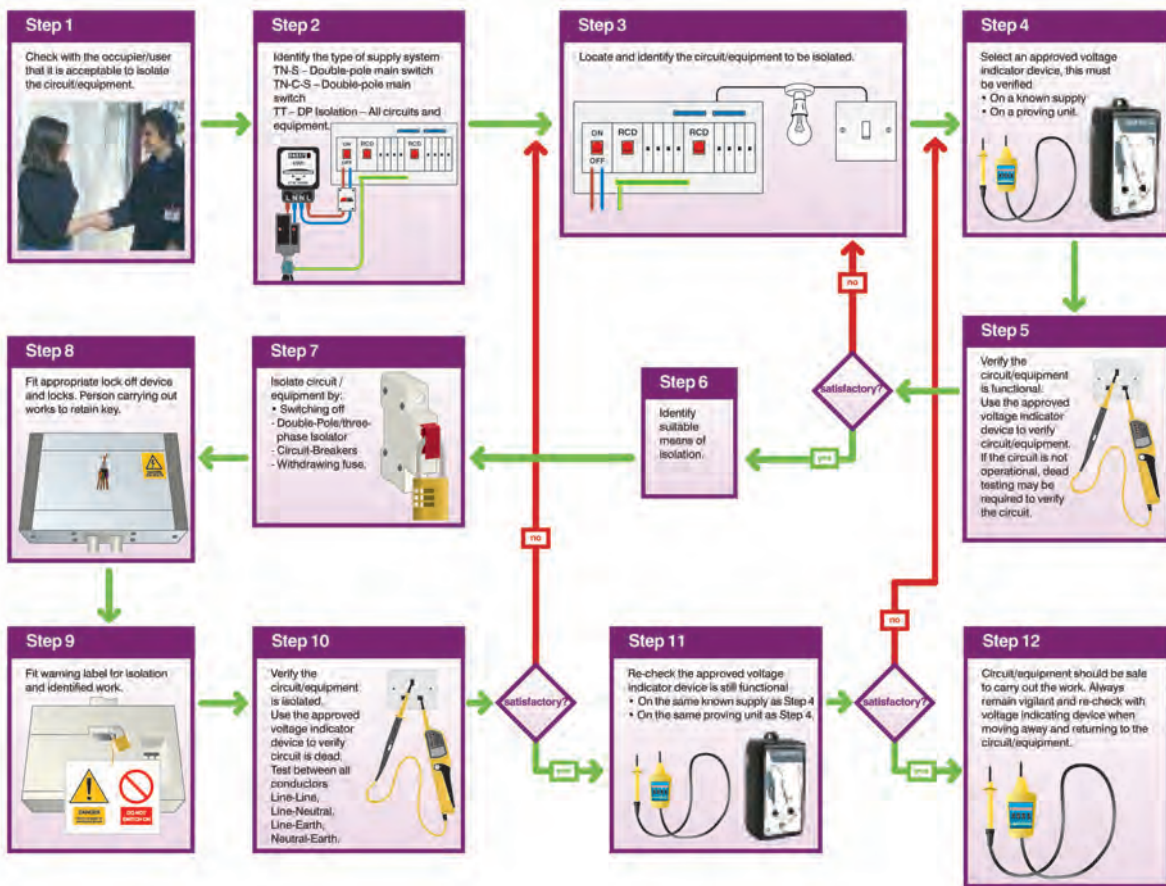 Step 1
Check with the occupier/user
that it is acceptable to isolate
the circuit/equipment.
Step 2
Identify the type of supply system
TN-S – Double-pole main switch
TN-C-S – Double-pole main
switch
TT – DP Isolation – All circuits and
equipment.
ON
RCD
RCD
OFF
L N N L
Step 3
Locate and identify the circuit/equipment to be isolated.
ON
RCD
RCD
OFF
Step 4
Select an approved voltage
indicator device, this must
be verified
• On a known supply
• On a proving unit.
no
Step 5
Verify the
circuit/equipment
is functional.
Use the approved
voltage indicator
device to verify
circuit/equipment.
If the circuit is not
operational, dead
testing may be
required to verify
the circuit.
satisfactory?
yes
Step 6
Identify
suitable
means of
isolation.
Step 7
Isolate circuit /
equipment by:
• Switching off
- Double-Pole/three-
phase Isolator
- Circuit-Breakers
- Withdrawing fuse.
Step 8
Fit appropriate lock off device
and locks. Person carrying out
works to retain key.
Step 9
Fit warning label for isolation
and identified work.
DANGER
DO NOT
SWITCH ON
Step 10
Verify the
circuit/equipment
is isolated.
Use the approved
voltage indicator
device to verify
circuit is dead.
Test between all
conductors
Line-Line,
Line-Neutral,
Line-Earth,
Neutral-Earth.
no
satisfactory?
yes
Step 11
Re-check the approved voltage
indicator device is still functional
• On the same known supply as Step 4
• On the same proving unit as Step 4.
no
satisfactory?
yes
Step 12
Circuit/equipment should be safe
to carry out the work. Always
remain vigilant and re-check with
voltage indicating device when
moving away and returning to the
circuit/equipment.